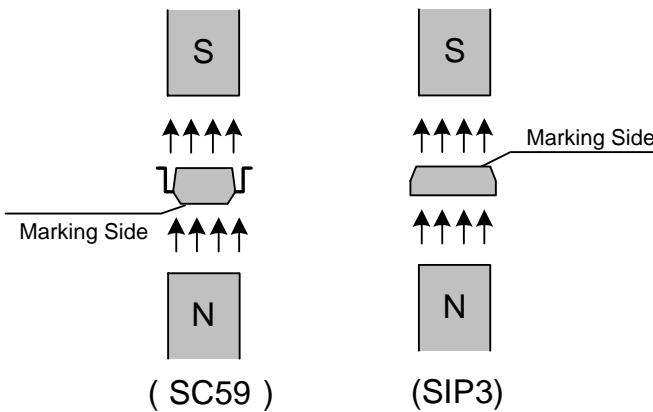 S S
Marking Side
Marking Side
N N
( SC59 ) (SIP3)